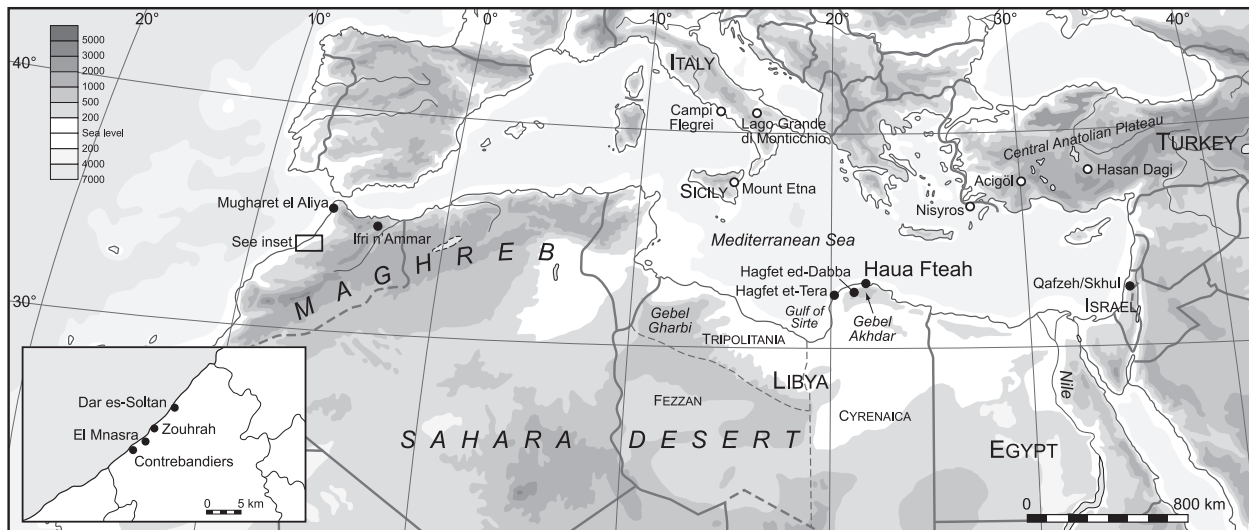 20°
10°
0°
10°
20°
30°
40°
40°
30°
5000
3000
2000
1000
500
200
Sea level
200
4000
7000
ITALY
Campi
Flegrei
Lago Grande
di Monticchio
Central Anatolian Plateau
TURKEY
Acigöl
Hasan Dagi
SICILY
Mount Etna
Nisyros
Mugharet el Aliya
See inset
Ifri n'Ammar
MAGHREB
Mediterranean Sea
Hagfet ed-Dabba
Haua Fteah
Hagfet et-Tera
Qafzeh/Skhul
ISRAEL
Gebel
Gharbi
Gulf of
Sirte
Gebel
Akhdar
TRIPOLITANIA
LIBYA
Nile
FEZZAN
CYRENAICA
SAHARA DESERT
EGYPT
Dar es-Soltan
El Mnasra
Zouhrah
Contrebandiers
0 5 km
0 800 km